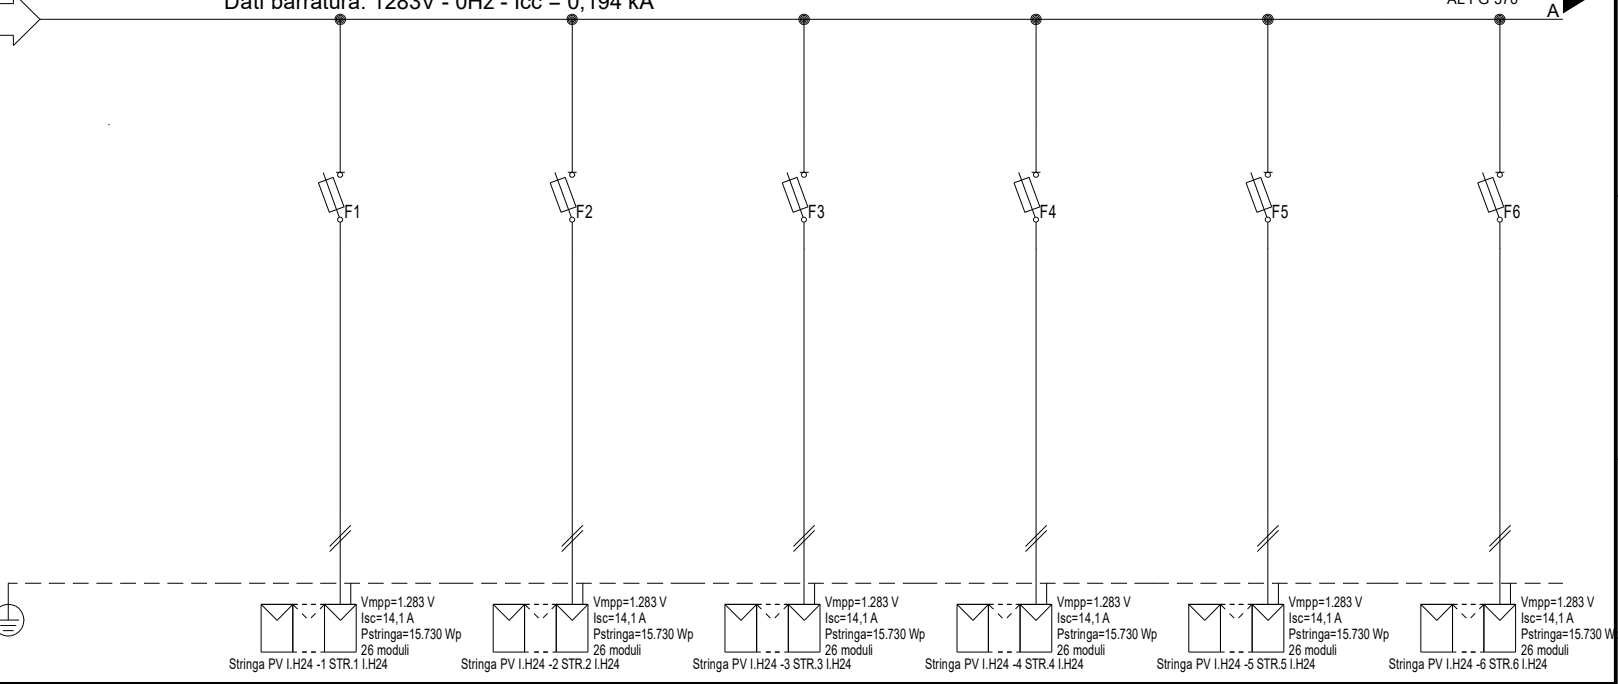 Dati barratura: 1283V - 0Hz - Icc = 0,194 kA
A
F1
F2
F3
F4
F5
F6
Vmpp=1.283 V
Isc=14,1 A
Pstringa=15.730 Wp
26 moduli
Stringa PV I.H24 -1 STR.1 I.H24
Vmpp=1.283 V
Isc=14,1 A
Pstringa=15.730 Wp
26 moduli
Stringa PV I.H24 -2 STR.2 I.H24
Vmpp=1.283 V
Isc=14,1 A
Pstringa=15.730 Wp
26 moduli
Stringa PV I.H24 -3 STR.3 I.H24
Vmpp=1.283 V
Isc=14,1 A
Pstringa=15.730 Wp
26 moduli
Stringa PV I.H24 -4 STR.4 I.H24
Vmpp=1.283 V
Isc=14,1 A
Pstringa=15.730 Wp
26 moduli
Stringa PV I.H24 -5 STR.5 I.H24
Vmpp=1.283 V
Isc=14,1 A
Pstringa=15.730 W
26 moduli
Stringa PV I.H24 -6 STR.6 I.H24